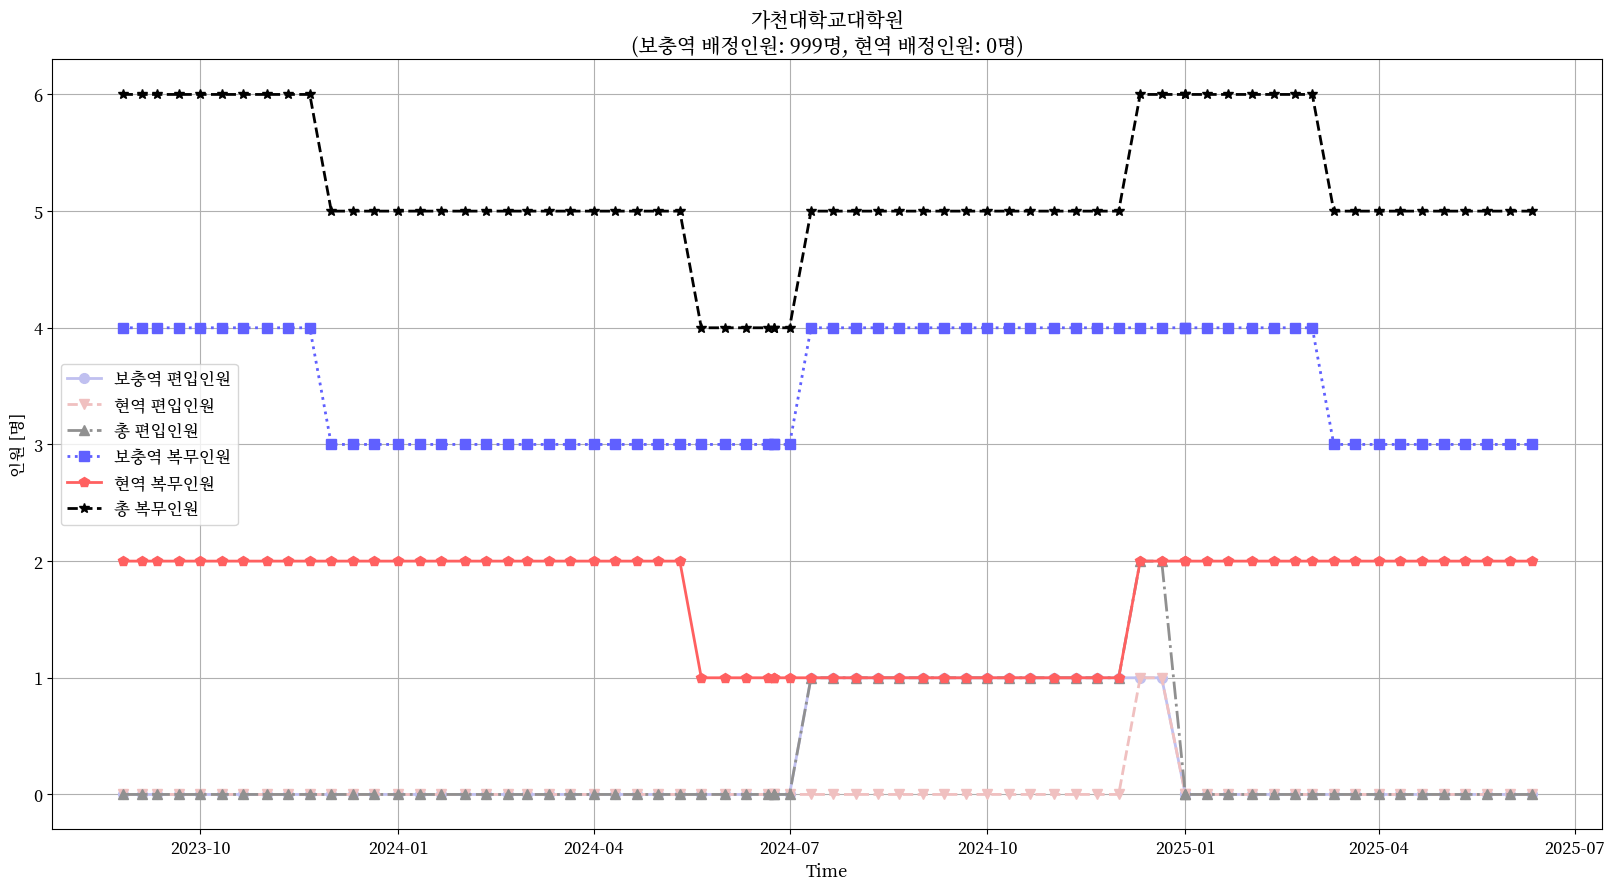 가천대학교대학원
(보충역 배정인원: 999명, 현역 배정인원: 0명)
인원 [명]
6
5
4
3
2
1
0
보충역 편입인원
현역 편입인원
총 편입인원
보충역 복무인원
현역 복무인원
총 복무인원
2023-10
2024-01
2024-04
2024-07
2024-10
2025-01
2025-04
2025-07
Time